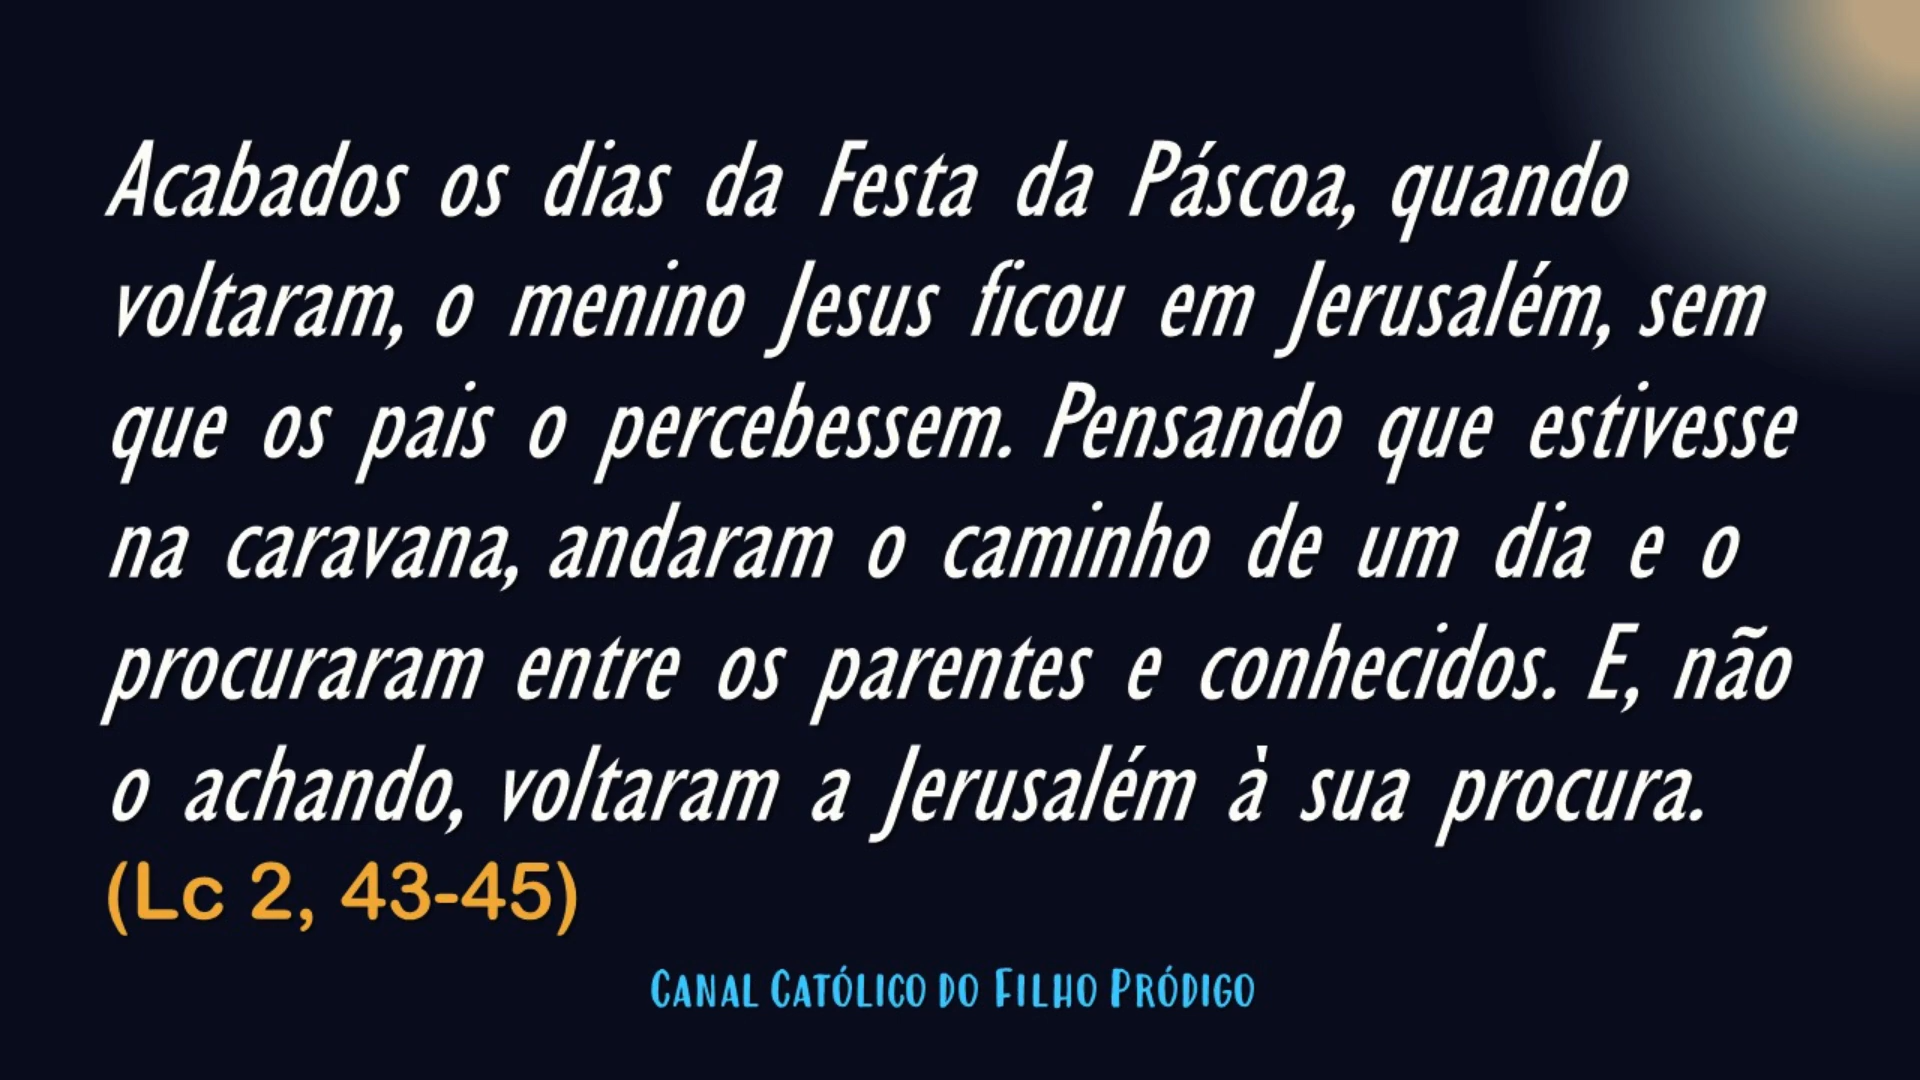 Acabados os dias da Festa da Páscoa, quando
voltaram, o menino Jesus ficou em Jerusalém, sem
que os pais o percebessem. Pensando que estivesse
na caravana, andaram o caminho de um dia e o
procuraram entre os parentes e conhecidos. E, não
o achando, voltaram a Jerusalém à sua procura.
(Lc 2, 43-45)
Canal Católico do Filho Pródigo